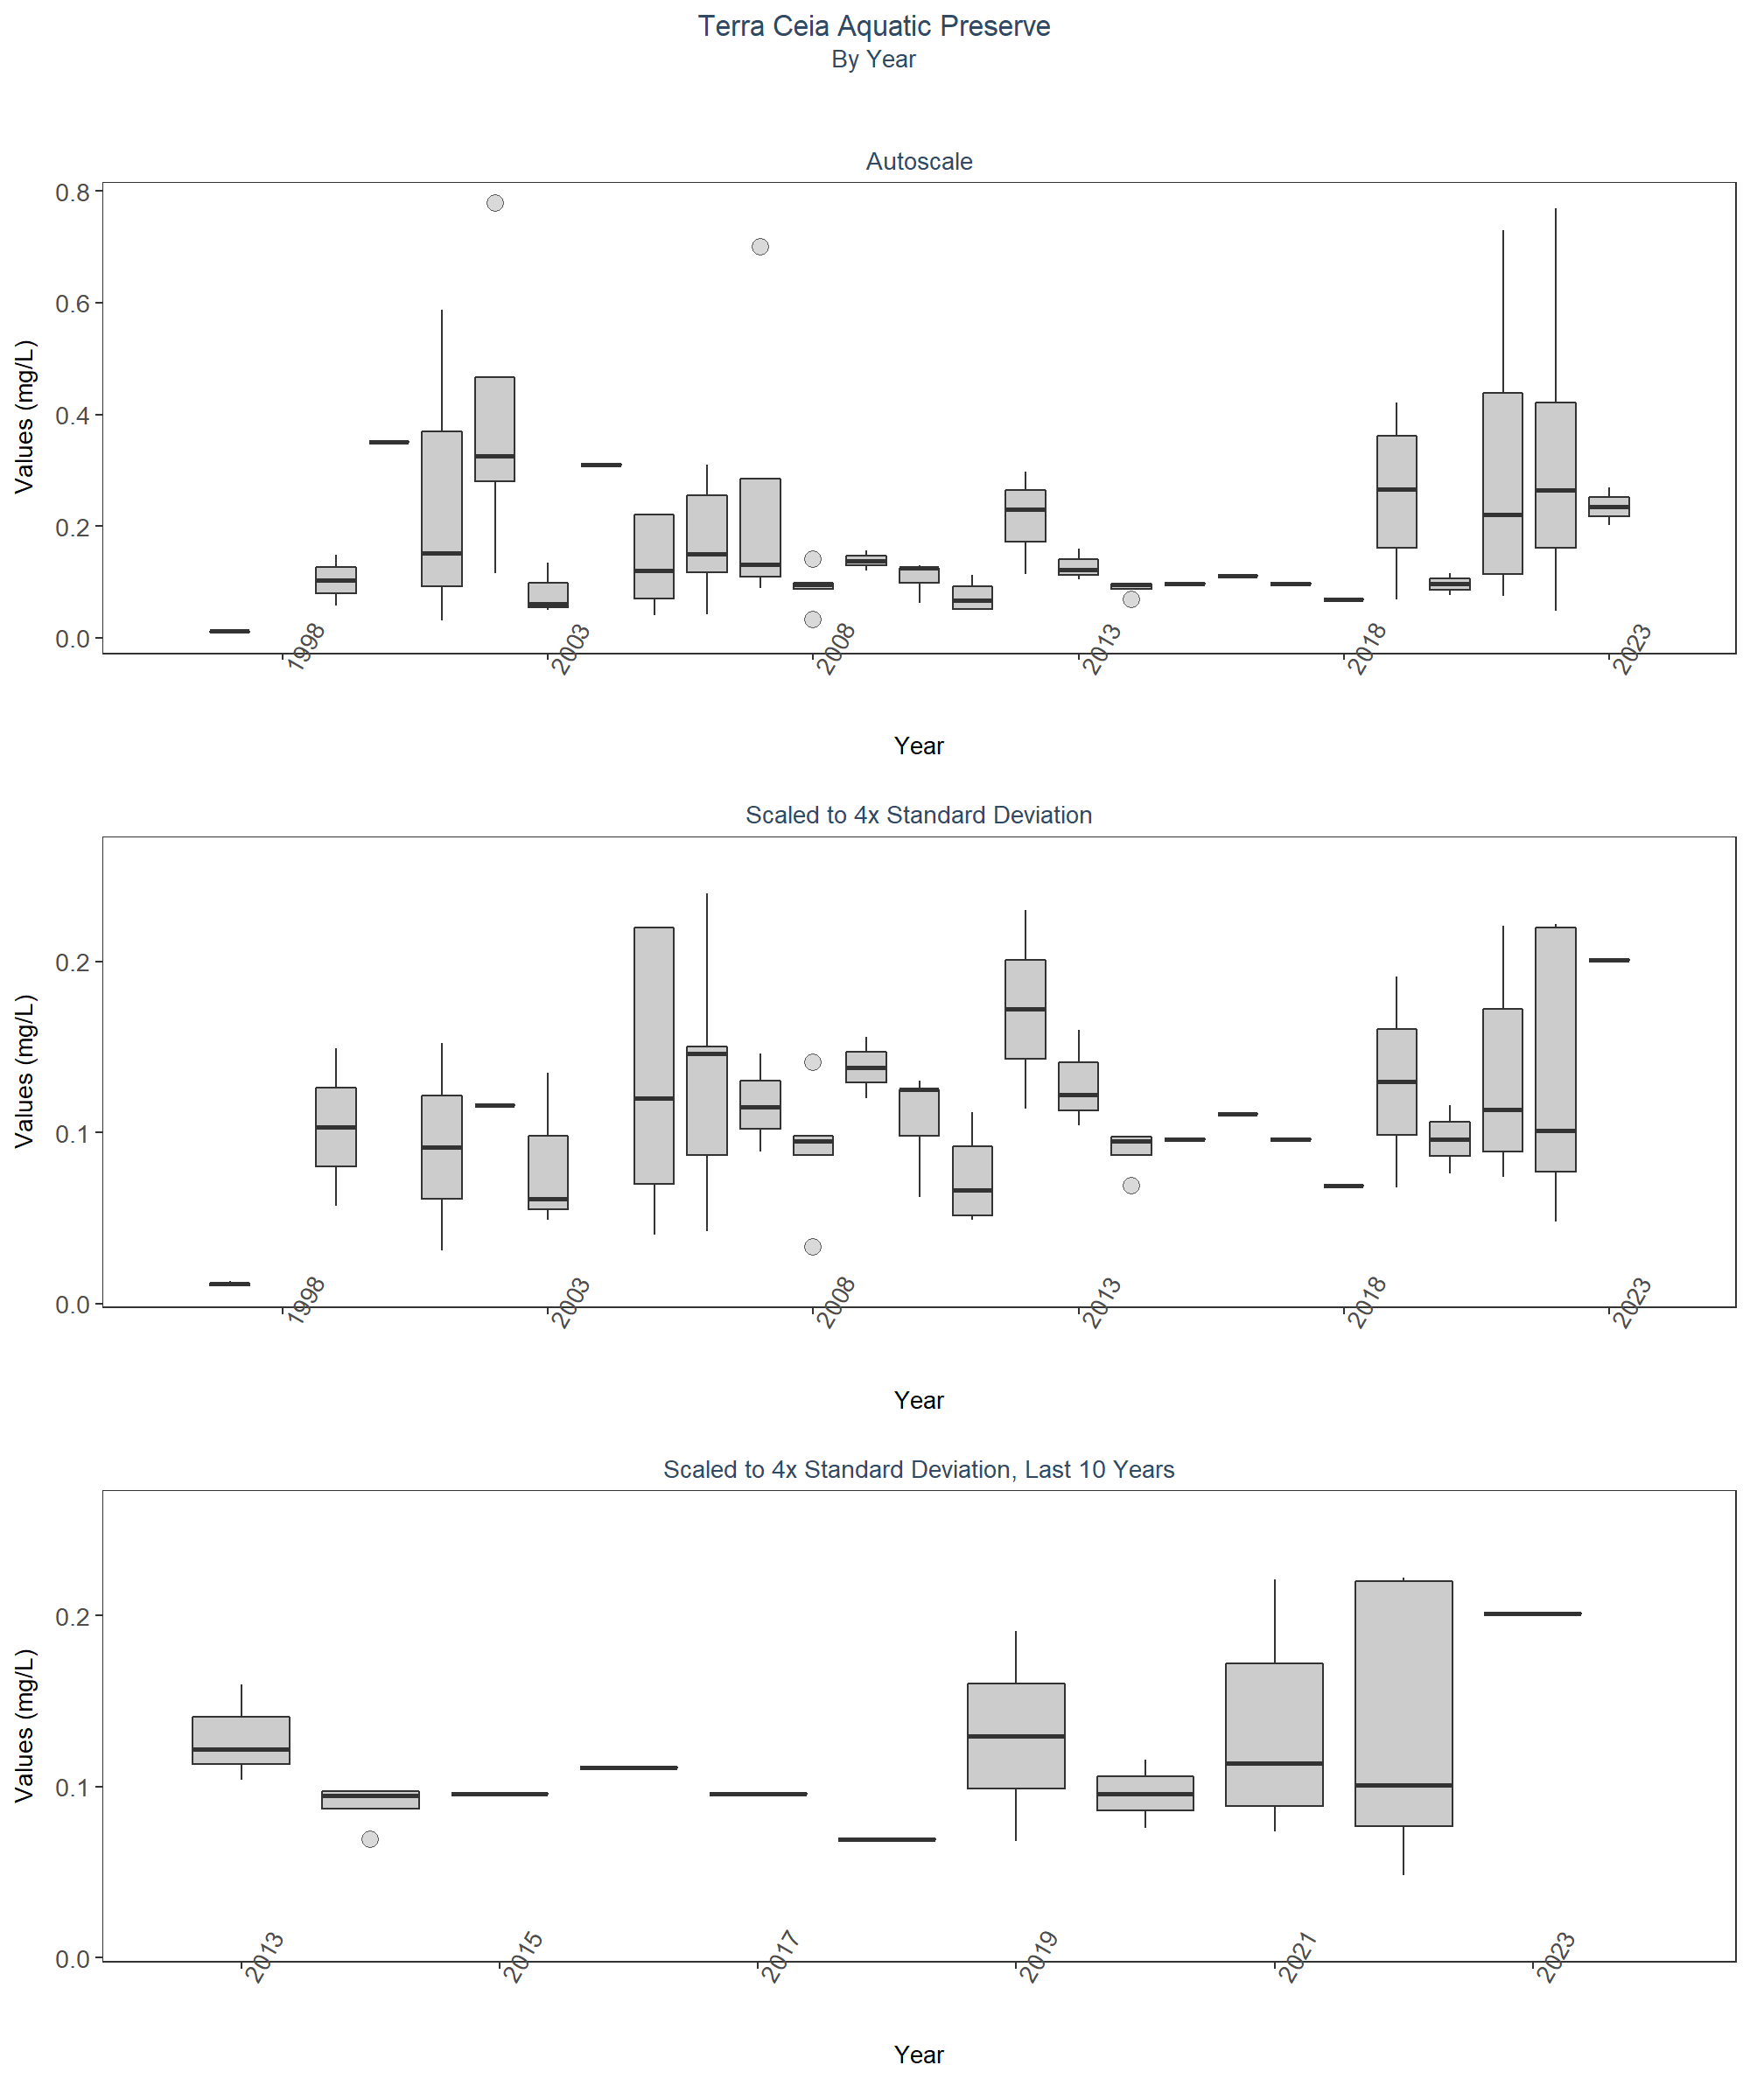 Terra Ceia Aquatic Preserve
By Year
Autoscale
Values (mg/L)
0.8
0.6
0.4
0.2
0.0
1998 2003 2008 2013 2018 2023
Year
Scaled to 4x Standard Deviation
Values (mg/L)
0.2
0.1
0.0
1998 2003 2008 2013 2018 2023
Year
Scaled to 4x Standard Deviation, Last 10 Years
Values (mg/L)
0.2
0.1
0.0
2013 2015 2017 2019 2021 2023
Year